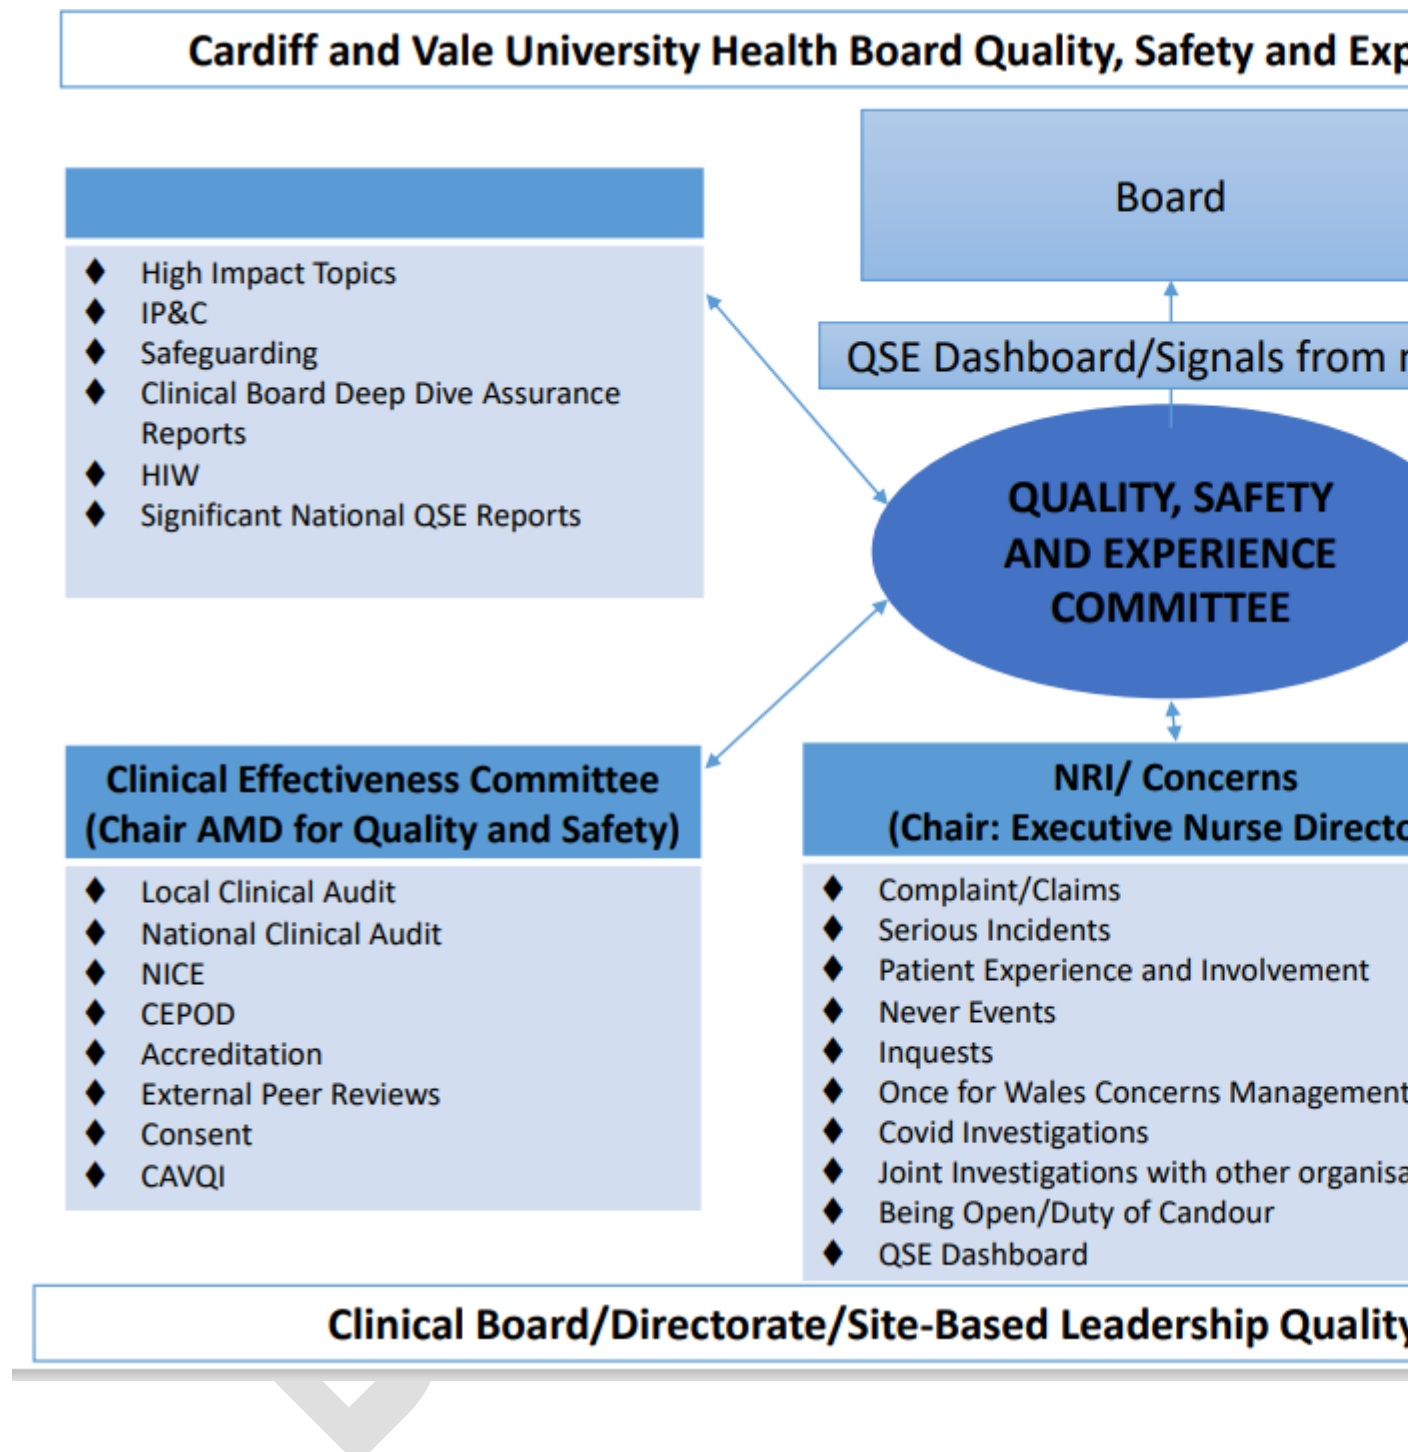 Cardiff and Vale University Health Board Quality, Safety and
Board
QSE Dashboard/Signals from
♦ High Impact Topics
♦ IP&C
♦ Safeguarding
♦ Clinical Board Deep Dive Assurance
Reports
♦ HIW
♦ Significant National QSE Reports
QUALITY, SAFETY
AND EXPERIENCE
COMMITTEE
Clinical Effectiveness Committee
(Chair AMD for Quality and Safety)
♦ Local Clinical Audit
♦ National Clinical Audit
♦ NICE
♦ CEPOD
♦ Accreditation
♦ External Peer Reviews
♦ Consent
♦ CAVQI
NRI/ Concerns
(Chair: Executive Nurse
♦ Complaint/Claims
♦ Serious Incidents
♦ Patient Experience and Involvement
♦ Never Events
♦ Inquests
♦ Once for Wales Concerns Management
♦ Covid Investigations
♦ Joint Investigations with other
♦ Being Open/Duty of Candour
♦ QSE Dashboard
Clinical Board/Directorate/Site-Based Leadership Quality